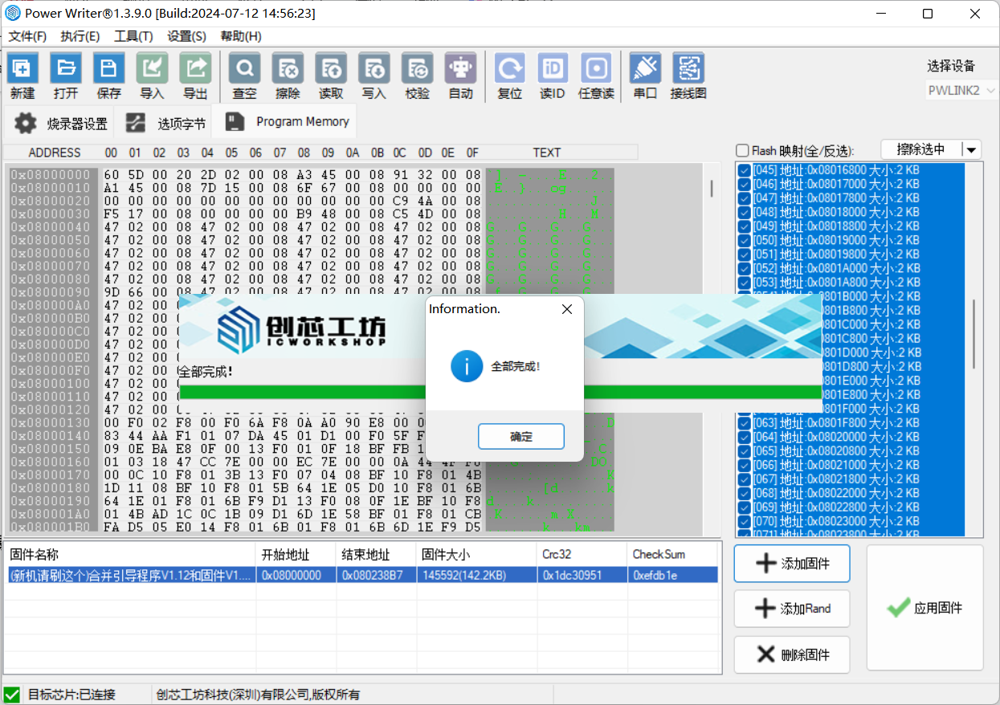 Power Writer®1.3.9.0 [Build:2024-07-12 14:56:23]
文件(F) 执行(E) 工具(T) 设置(S) 帮助(H)
新建 打开 保存 导入 导出 查空 擦除 读取 写入 校验 自动 复位 读ID 任意读 串口 接线图
选择设备
PWLINK2
烧录器设置 选项字节 Program Memory
ADDRESS 00 01 02 03 04 05 06 07 08 09 0A 0B 0C 0D 0E 0F TEXT
0x08000000 60 5D 00 20 2D 02 00 08 A3 45 00 08 91 32 00 08
0x08000010 A1 45 00 08 7D 15 00 08 6F 67 00 08 00 00 00 00
0x08000020 00 00 00 00 00 00 00 00 00 00 00 00 C9 4A 00 08
0x08000030 F5 17 00 08 00 00 00 00 B9 48 00 08 C5 4D 00 08
0x08000040 47 02 00 08 47 02 00 08 47 02 00 08 47 02 00 08
0x08000050 47 02 00 08 47 02 00 08 47 02 00 08 47 02 00 08
0x08000060 47 02 00 08 47 02 00 08 47 02 00 08 47 02 00 08
0x08000070 47 02 00 08 47 02 00 08 47 02 00 08 47 02 00 08
0x08000080 47 02 00 08 47 02 00 08 47 02 00 08 47 02 00 08
0x08000090 9D 66 00 08 47 02 00 08 47 02 00 08 47 02 00 08
0x080000A0 47 02 00
0x080000B0 47 02 00
0x080000C0 47 02 00
0x080000D0 47 02 00
0x080000E0 47 02 00
0x080000F0 47 02 00
0x08000100 47 02 00
0x08000110 47 02 00
0x08000120 47 02 00
0x08000130 00 F0 02 F8 00 F0 6A F8 0A A0 90 E8 00
0x08000140 83 44 AA F1 01 07 DA 45 01 D1 00 F0 5F
0x08000150 09 0E BA E8 0F 00 13 F0 01 0F 18 BF FB
0x08000160 01 03 18 47 CC 7E 00 00 EC 7E 00 00 0A 44 4F F0
0x08000170 00 0C 10 F8 01 3B 13 F0 07 04 08 BF 10 F8 01 4B
0x08000180 1D 11 08 BF 10 F8 01 5B 64 1E 05 D0 10 F8 01 6B
0x08000190 64 1E 01 F8 01 6B F9 D1 13 F0 08 0F 1E BF 10 F8
0x080001A0 01 4B AD 1C 0C 1B 09 D1 6D 1E 58 BF 01 F8 01 CB
0x080001B0 FA D5 05 E0 14 F8 01 6B 01 F8 01 6B 6D 1E F9 D5
Flash 映射(全/反选): 擦除选中
[045] 地址:0x08016800 大小:2 KB
[046] 地址:0x08017000 大小:2 KB
[047] 地址:0x08017800 大小:2 KB
[048] 地址:0x08018000 大小:2 KB
[049] 地址:0x08018800 大小:2 KB
[050] 地址:0x08019000 大小:2 KB
[051] 地址:0x08019800 大小:2 KB
[052] 地址:0x0801A000 大小:2 KB
[053] 地址:0x0801A800 大小:2 KB
801B000 大小:2 KB
801B800 大小:2 KB
801C000 大小:2 KB
801C800 大小:2 KB
801D000 大小:2 KB
801D800 大小:2 KB
801E000 大小:2 KB
801E800 大小:2 KB
801F000 大小:2 KB
[063] 地址:0x0801F800 大小:2 KB
[064] 地址:0x08020000 大小:2 KB
[065] 地址:0x08020800 大小:2 KB
[066] 地址:0x08021000 大小:2 KB
[067] 地址:0x08021800 大小:2 KB
[068] 地址:0x08022000 大小:2 KB
[069] 地址:0x08022800 大小:2 KB
[070] 地址:0x08023000 大小:2 KB
[071] 地址:0x08023800 大小:2 KB
创芯工坊
ICWORKSHOP
全部完成!
Information.
全部完成!
确定
固件名称 开始地址 结束地址 固件大小 Crc32 CheckSum
(新机请刷这个)合并引导程序V1.12和固件V1.... 0x08000000 0x080238B7 145592(142.2KB) 0x1dc30951 0xefdb1e
添加固件
添加Rand
删除固件
应用固件
目标芯片:已连接 创芯工坊科技(深圳)有限公司,版权所有